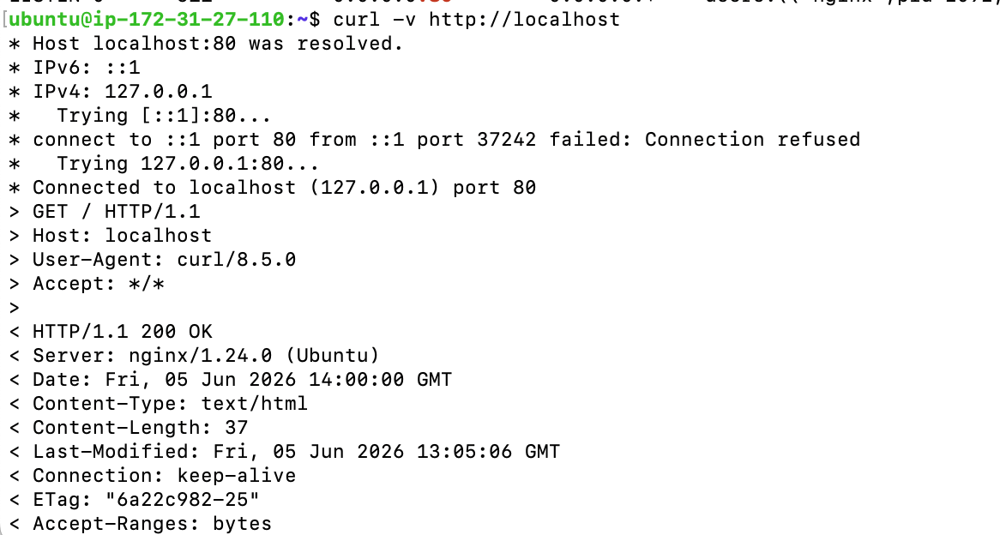 ubuntu@ip-172-31-27-110:~$ curl -v http://localhost
* Host localhost:80 was resolved.
* IPv6: ::1
* IPv4: 127.0.0.1
*   Trying [::1]:80...
* connect to ::1 port 80 from ::1 port 37242 failed: Connection refused
*   Trying 127.0.0.1:80...
* Connected to localhost (127.0.0.1) port 80
> GET / HTTP/1.1
> Host: localhost
> User-Agent: curl/8.5.0
> Accept: */*
>
< HTTP/1.1 200 OK
< Server: nginx/1.24.0 (Ubuntu)
< Date: Fri, 05 Jun 2026 14:00:00 GMT
< Content-Type: text/html
< Content-Length: 37
< Last-Modified: Fri, 05 Jun 2026 13:05:06 GMT
< Connection: keep-alive
< ETag: "6a22c982-25"
< Accept-Ranges: bytes